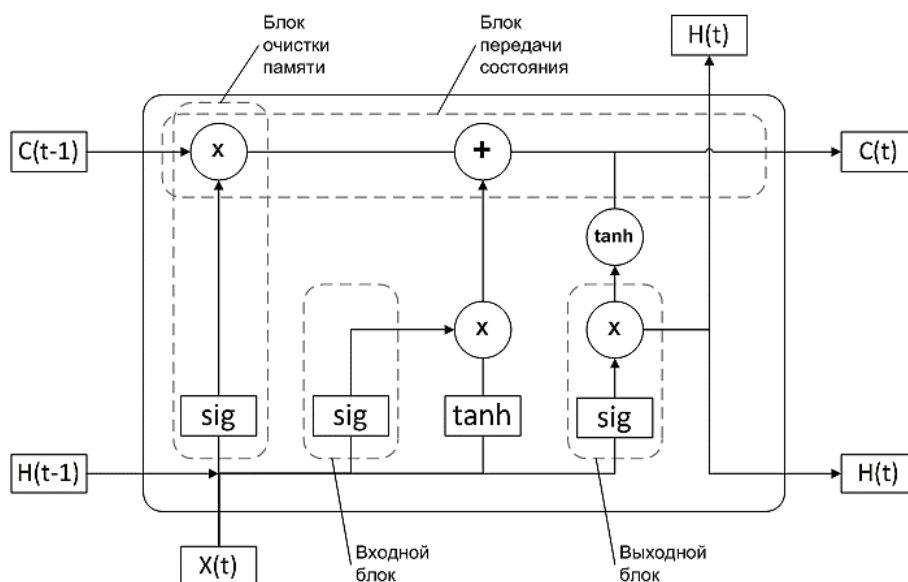 Блок
очистки
памяти
Блок
передачи
состояния
H(t)
C(t-1)
x
+
C(t)
tanh
x
x
sig
sig
tanh
sig
H(t-1)
H(t)
X(t)
Входной
блок
Выходной
блок